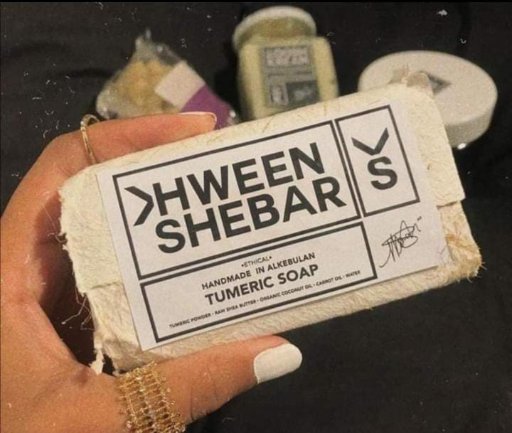 >HWEEN
SHEBAR
S
•ETHICAL•
HANDMADE IN ALKEBULAN
TUMERIC SOAP
TUMERIC POWDER • RAW SHEA BUTTER • ORGANIC COCONUT OIL • CARROT OIL • WATER